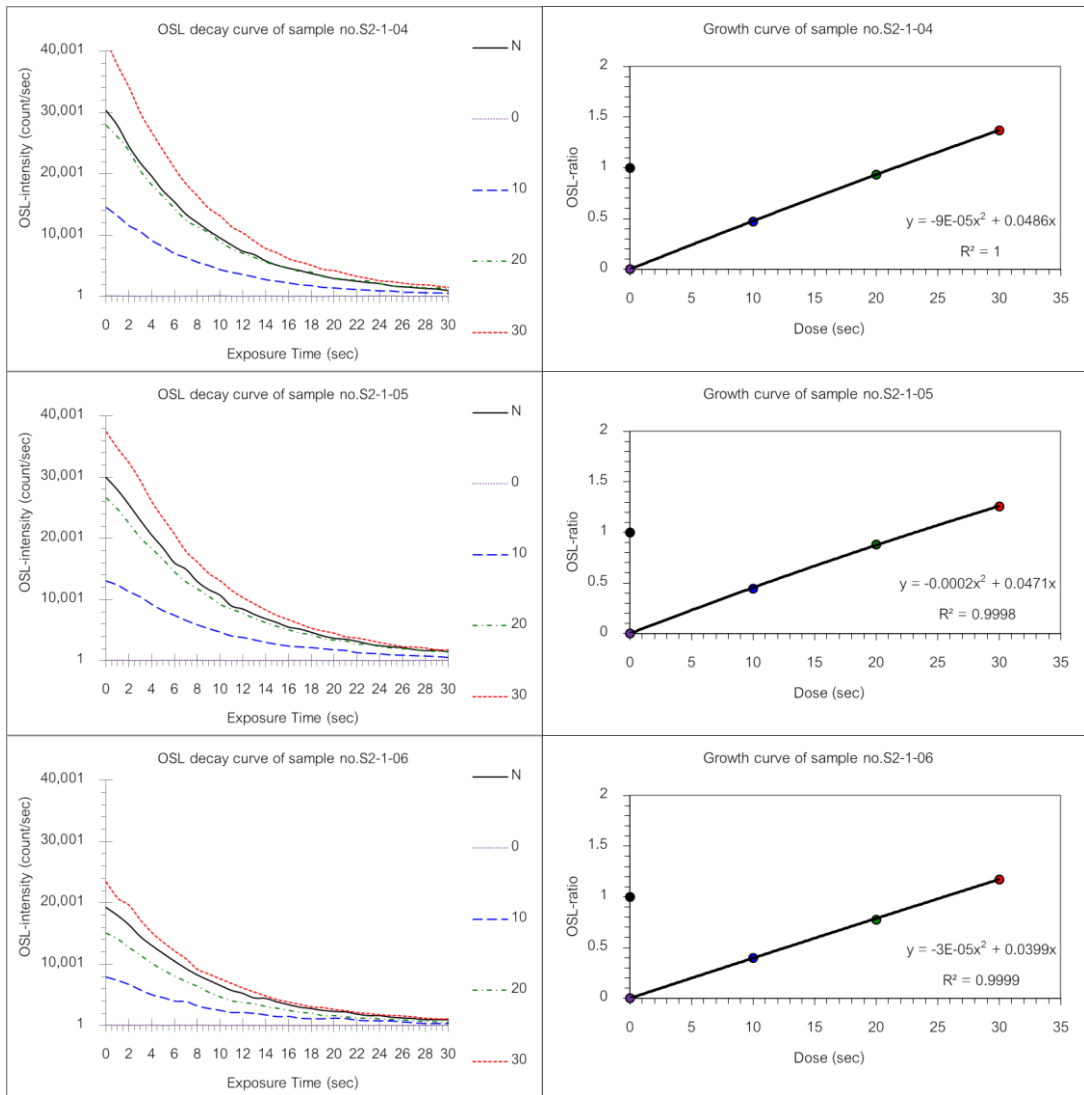 OSL decay curve of sample no.S2-1-04
OSL-intensity (count/sec)
40,001
30,001
20,001
10,001
1
0 2 4 6 8 10 12 14 16 18 20 22 24 26 28 30
Exposure Time (sec)
N
0
10
20
30
Growth curve of sample no.S2-1-04
OSL-ratio
2
1.5
1
0.5
0
y = -9E-05x² + 0.0486x
R² = 1
0 5 10 15 20 25 30 35
Dose (sec)
OSL decay curve of sample no.S2-1-05
OSL-intensity (count/sec)
40,001
30,001
20,001
10,001
1
0 2 4 6 8 10 12 14 16 18 20 22 24 26 28 30
Exposure Time (sec)
N
0
10
20
30
Growth curve of sample no.S2-1-05
OSL-ratio
2
1.5
1
0.5
0
y = -0.0002x² + 0.0471x
R² = 0.9998
0 5 10 15 20 25 30 35
Dose (sec)
OSL decay curve of sample no.S2-1-06
OSL-intensity (count/sec)
40,001
30,001
20,001
10,001
1
0 2 4 6 8 10 12 14 16 18 20 22 24 26 28 30
Exposure Time (sec)
N
0
10
20
30
Growth curve of sample no.S2-1-06
OSL-ratio
2
1.5
1
0.5
0
y = -3E-05x² + 0.0399x
R² = 0.9999
0 5 10 15 20 25 30 35
Dose (sec)